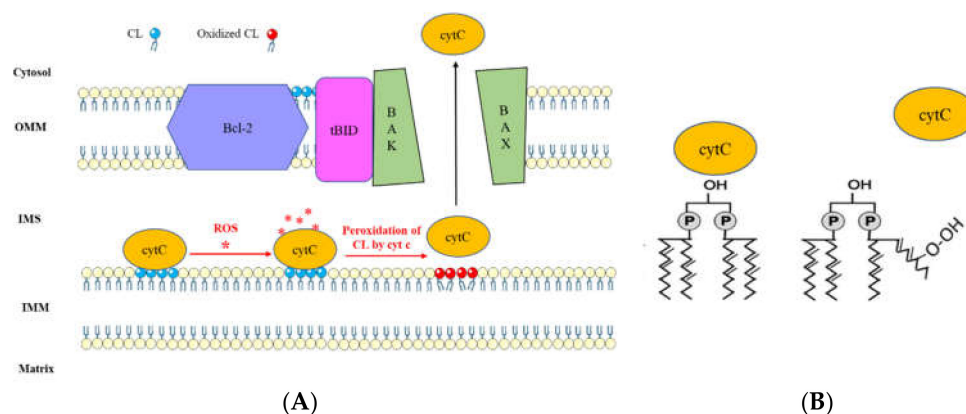 CL
Oxidized CL
cytC
Cytosol
OMM
Bcl-2
tBID
B
A
K
B
A
X
cytC
OH
P P
OH
P P
O-OH
IMS
ROS
*
Peroxidation of
CL by cyt c
cytC
cytC
cytC
IMM
Matrix
(A)
(B)